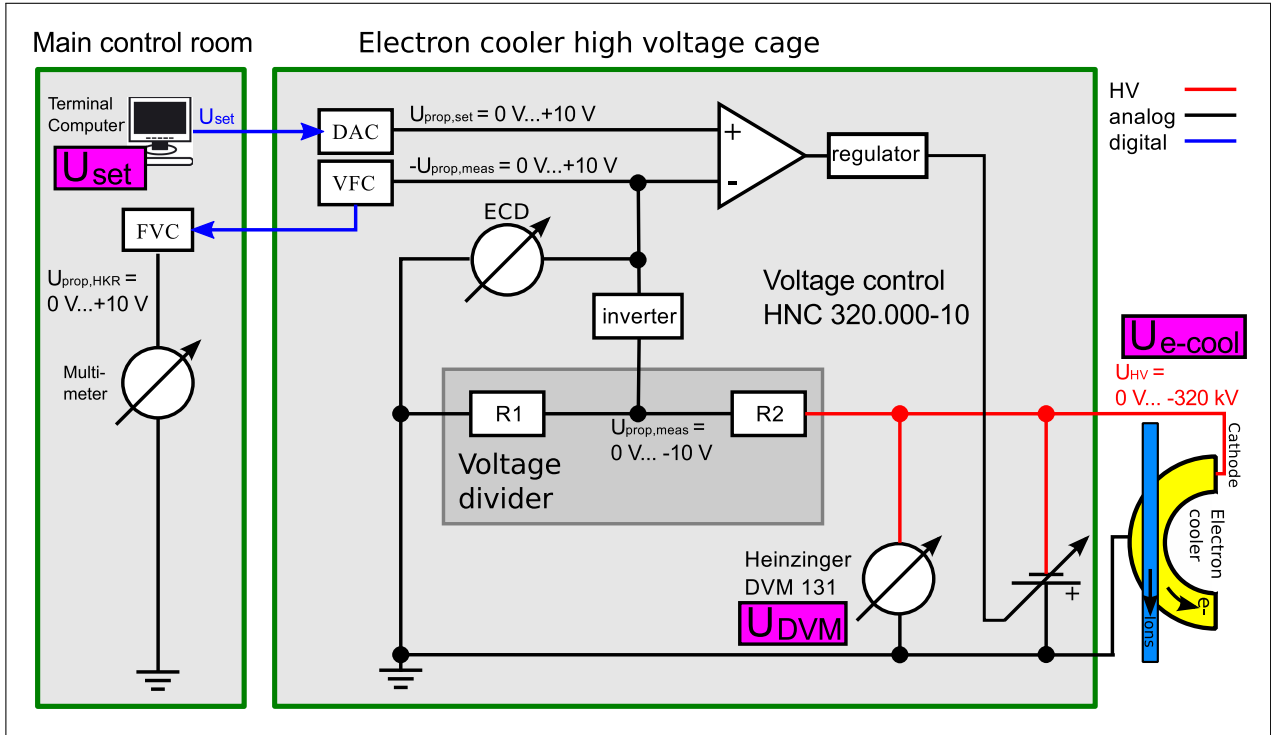 Main control room
Electron cooler high voltage cage
Terminal
Computer
Uset
Uset
DAC
Uprop,set = 0 V...+10 V
+
regulator
HV
analog
digital
VFC
-Uprop,meas = 0 V...+10 V
-
FVC
ECD
Uprop,HKR =
0 V...+10 V
inverter
Voltage control
HNC 320.000-10
Ue-cool
UHV =
0 V... -320 kV
Multi-
meter
R1
R2
Uprop,meas =
0 V... -10 V
Voltage
divider
Cathode
Electron
cooler
Heinzinger
DVM 131
UDVM
+
e-
Ions